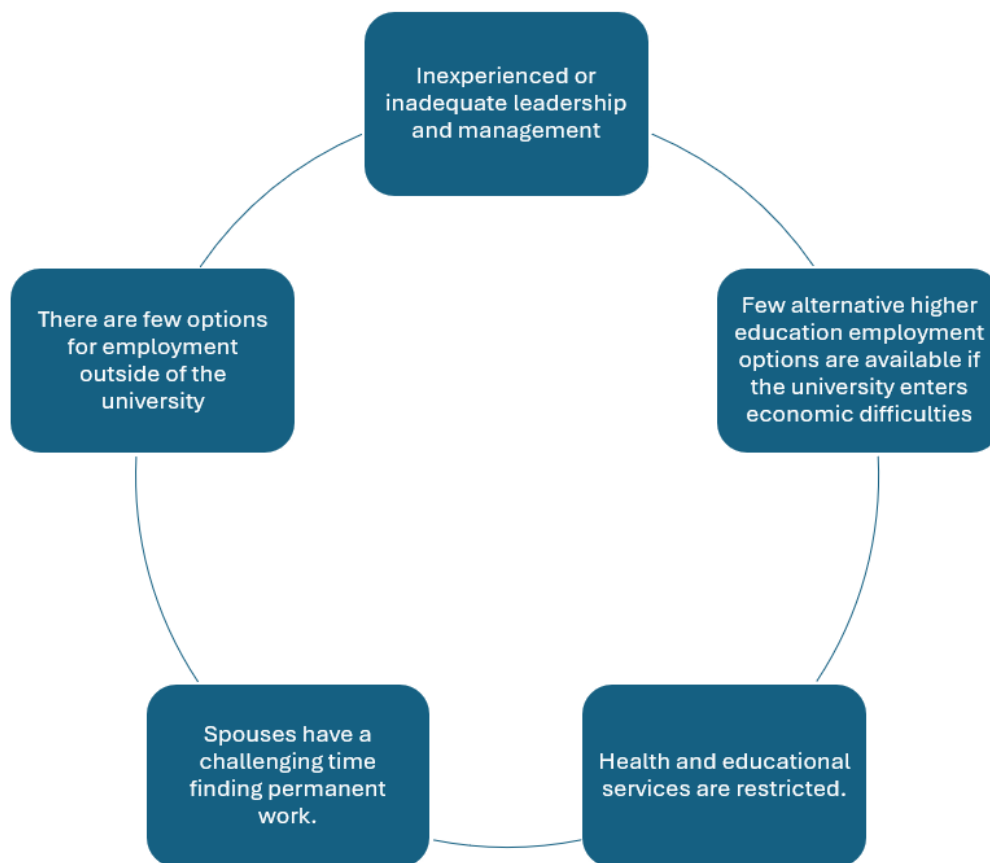 Inexperienced or
inadequate leadership
and management
There are few options
for employment
outside of the
university
Few alternative higher
education employment
options are available if
the university enters
economic difficulties
Spouses have a
challenging time
finding permanent
work.
Health and educational
services are restricted.